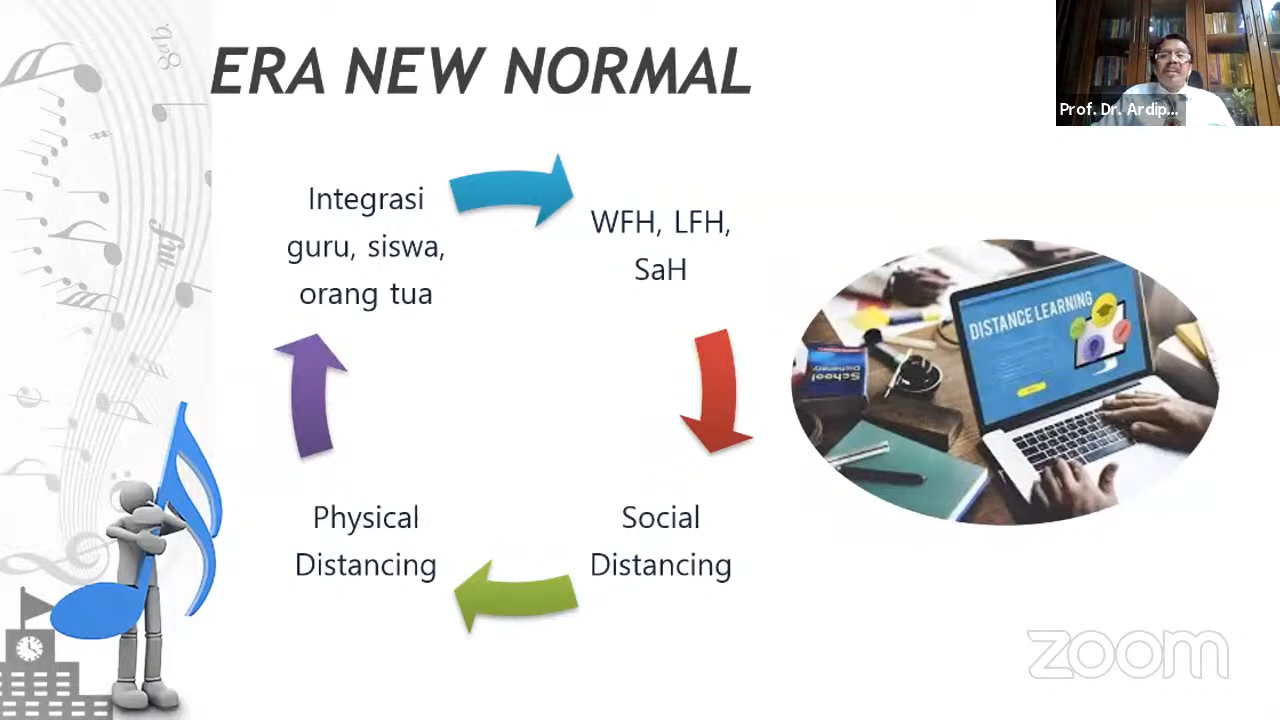 ERA NEW NORMAL
Prof. Dr. Ardip...
Integrasi
guru, siswa,
orang tua
WFH, LFH,
SaH
DISTANCE LEARNING
School
Dictionary
Physical
Distancing
Social
Distancing
zoom